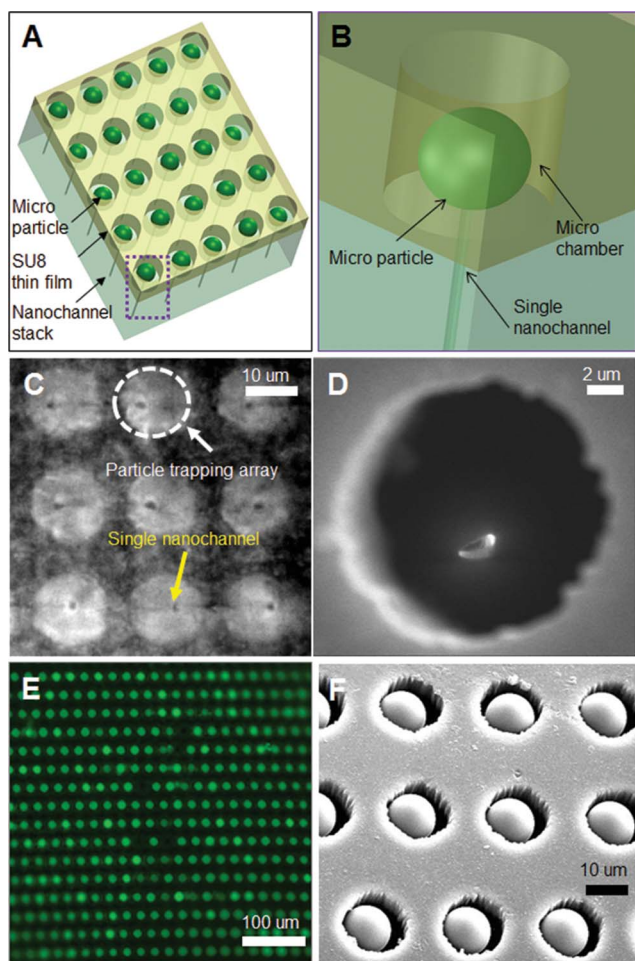 A
Micro
particle
SU8
thin film
Nanochannel
stack
B
Micro particle
Micro
chamber
Single
nanochannel
C
10 um
Particle trapping array
Single nanochannel
D
2 um
E
100 um
F
10 um